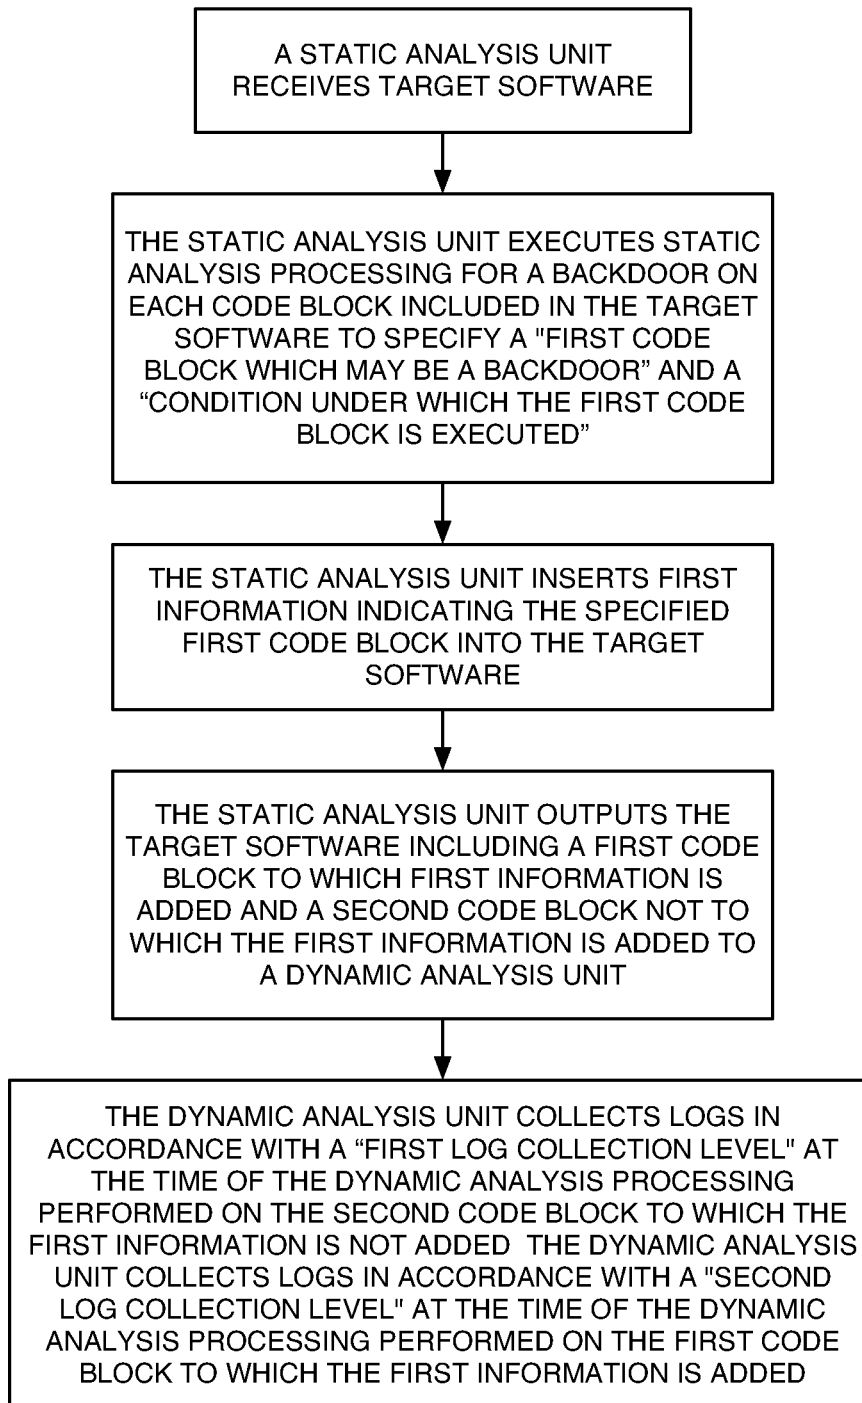 A STATIC ANALYSIS UNIT
RECEIVES TARGET SOFTWARE
THE STATIC ANALYSIS UNIT EXECUTES STATIC
ANALYSIS PROCESSING FOR A BACKDOOR ON
EACH CODE BLOCK INCLUDED IN THE TARGET
SOFTWARE TO SPECIFY A "FIRST CODE
BLOCK WHICH MAY BE A BACKDOOR” AND A
“CONDITION UNDER WHICH THE FIRST CODE
BLOCK IS EXECUTED”
THE STATIC ANALYSIS UNIT INSERTS FIRST
INFORMATION INDICATING THE SPECIFIED
FIRST CODE BLOCK INTO THE TARGET
SOFTWARE
THE STATIC ANALYSIS UNIT OUTPUTS THE
TARGET SOFTWARE INCLUDING A FIRST CODE
BLOCK TO WHICH FIRST INFORMATION IS
ADDED AND A SECOND CODE BLOCK NOT TO
WHICH THE FIRST INFORMATION IS ADDED TO
A DYNAMIC ANALYSIS UNIT
THE DYNAMIC ANALYSIS UNIT COLLECTS LOGS IN
ACCORDANCE WITH A “FIRST LOG COLLECTION LEVEL" AT
THE TIME OF THE DYNAMIC ANALYSIS PROCESSING
PERFORMED ON THE SECOND CODE BLOCK TO WHICH THE
FIRST INFORMATION IS NOT ADDED  THE DYNAMIC ANALYSIS
UNIT COLLECTS LOGS IN ACCORDANCE WITH A "SECOND
LOG COLLECTION LEVEL" AT THE TIME OF THE DYNAMIC
ANALYSIS PROCESSING PERFORMED ON THE FIRST CODE
BLOCK TO WHICH THE FIRST INFORMATION IS ADDED